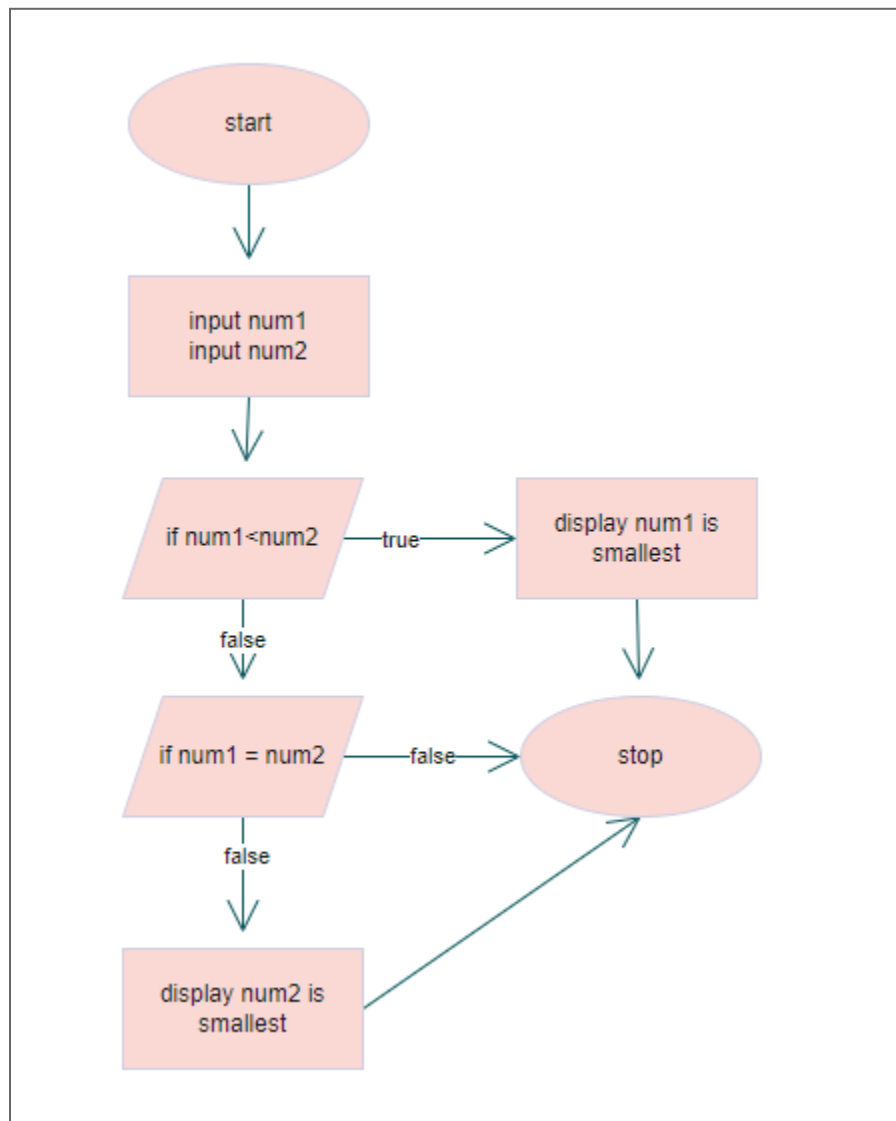 start
input num1
input num2
if num1<num2
true
display num1 is
smallest
false
if num1 = num2
false
stop
false
display num2 is
smallest